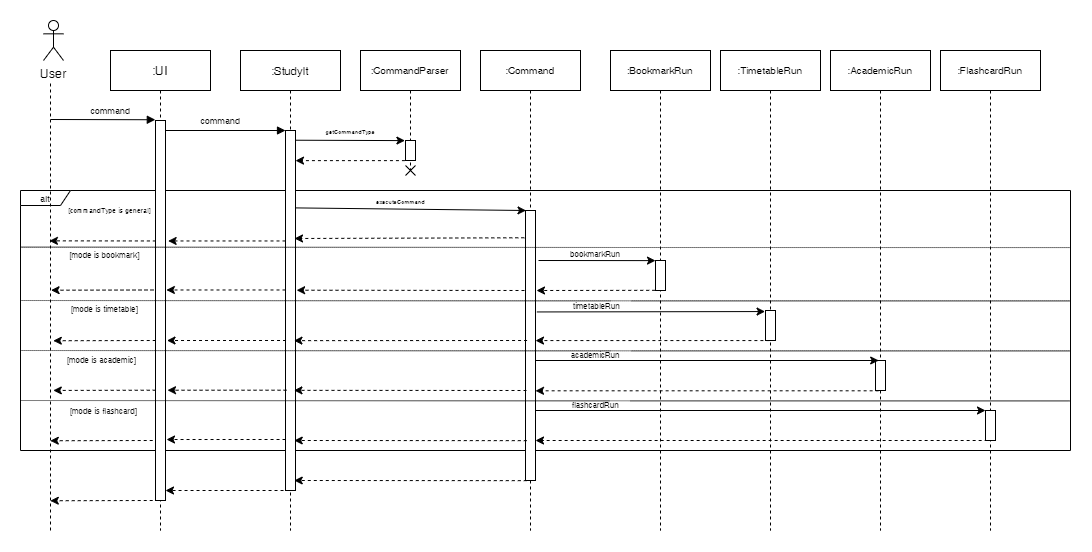 User
:UI
:StudyIt
:CommandParser
:Command
:BookmarkRun
:TimetableRun
:AcademicRun
:FlashcardRun
command
command
getCommandType
alt
[commandType is general]
executeCommand
[mode is bookmark]
bookmarkRun
[mode is timetable]
timetableRun
[mode is academic]
academicRun
[mode is flashcard]
flashcardRun